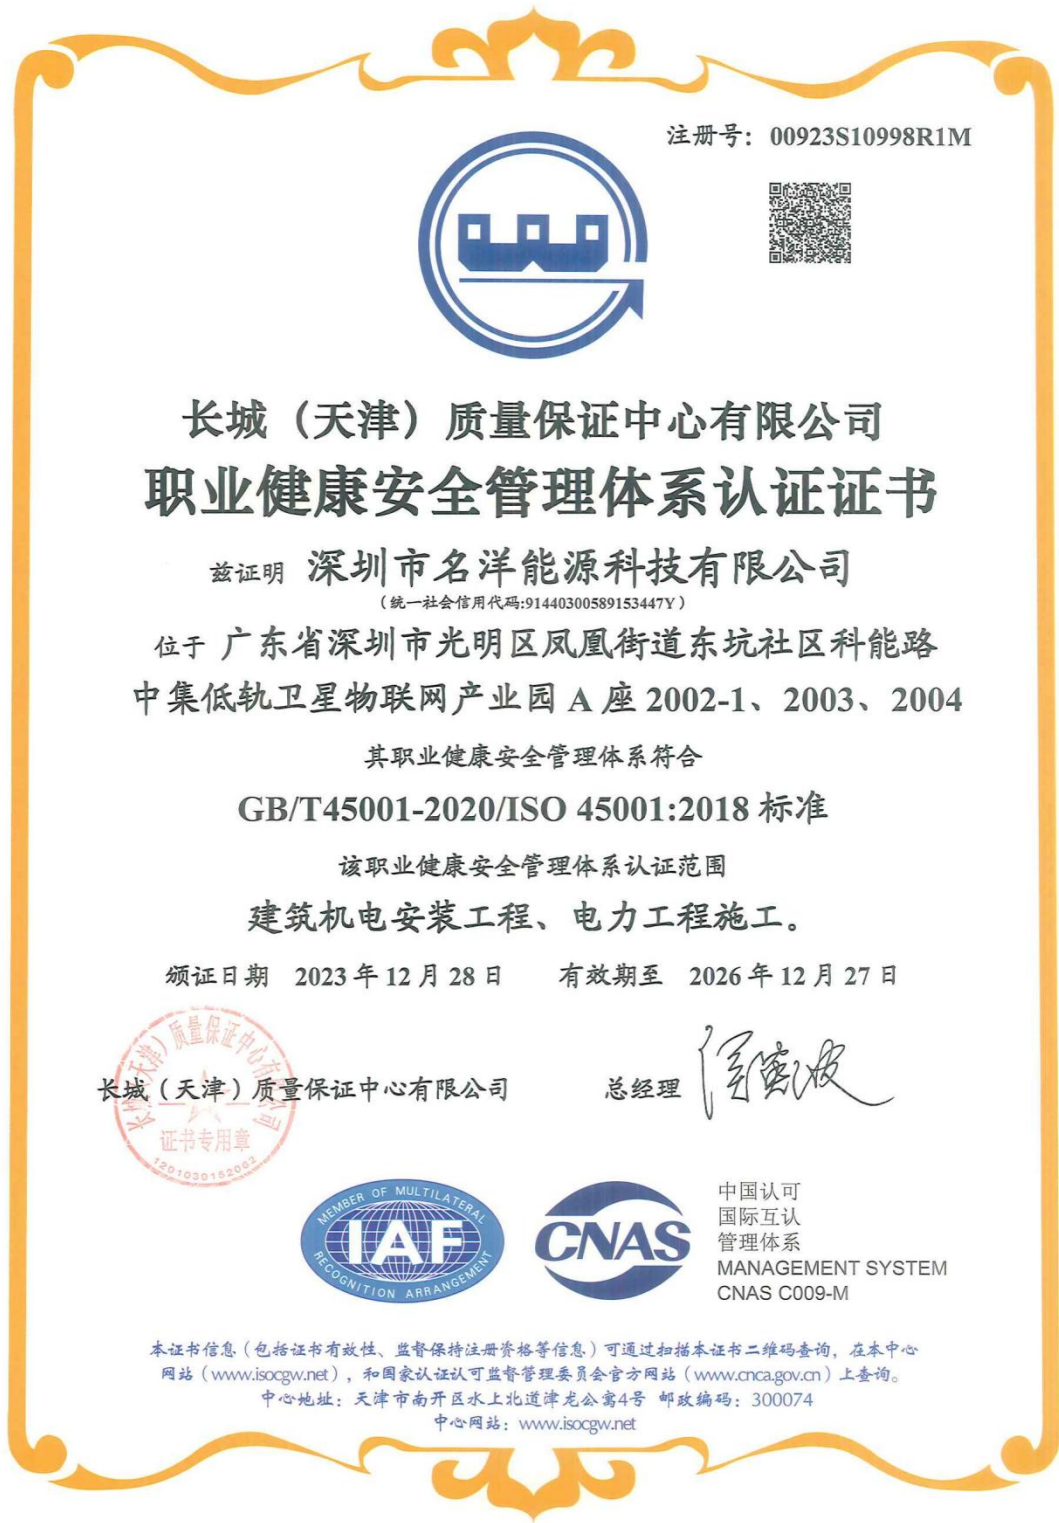 注册号：00923S10998R1M
长城（天津）质量保证中心有限公司
职业健康安全管理体系认证证书
兹证明 深圳市名洋能源科技有限公司
（统一社会信用代码:91440300589153447Y）
位于 广东省深圳市光明区凤凰街道东坑社区科能路
中集低轨卫星物联网产业园 A 座 2002-1、2003、2004
其职业健康安全管理体系符合
GB/T45001-2020/ISO 45001:2018 标准
该职业健康安全管理体系认证范围
建筑机电安装工程、电力工程施工。
颁证日期 2023 年 12 月 28 日 有效期至 2026 年 12 月 27 日
长城（天津）质量保证中心有限公司
证书专用章
1201030152002
长城（天津）质量保证中心有限公司 总经理
MEMBER OF MULTILATERAL
IAF
RECOGNITION ARRANGEMENT
CNAS
中国认可
国际互认
管理体系
MANAGEMENT SYSTEM
CNAS C009-M
本证书信息（包括证书有效性、监督保持注册资格等信息）可通过扫描本证书二维码查询，在本中心
网站（www.isocgw.net），和国家认证认可监督管理委员会官方网站（www.cnca.gov.cn）上查询。
中心地址：天津市南开区水上北道津龙公寓4号 邮政编码：300074
中心网站：www.isocgw.net